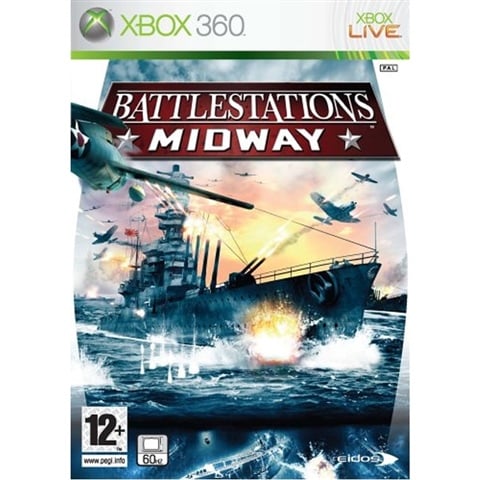 XBOX 360
XBOX
LIVE
PAL
BATTLESTATIONS
MIDWAY
12+
www.pegi.info
60HZ
eidos